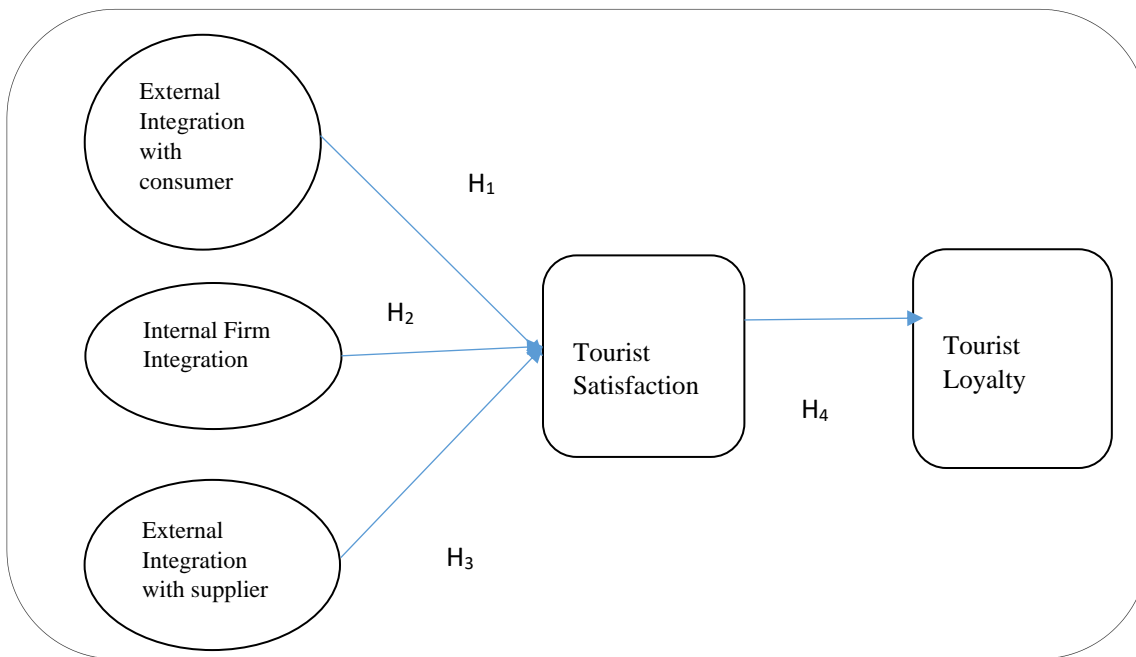 External
Integration
with
consumer
H₁
H₂
Internal Firm
Integration
Tourist
Satisfaction
Tourist
Loyalty
H₄
External
Integration
with supplier
H₃